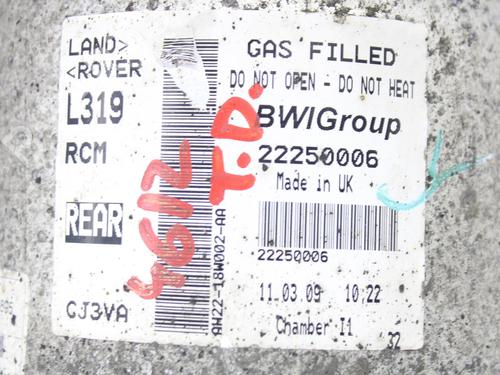 LAND>
<ROVER
L319
RCM
REAR
CJ3VA
AH22-18W002-AA
4612
T.D.
GAS FILLED
DO NOT OPEN - DO NOT HEAT
BWIGroup
22250006
Made in UK
22250006
11.03.09 10:22
Chamber I1
32